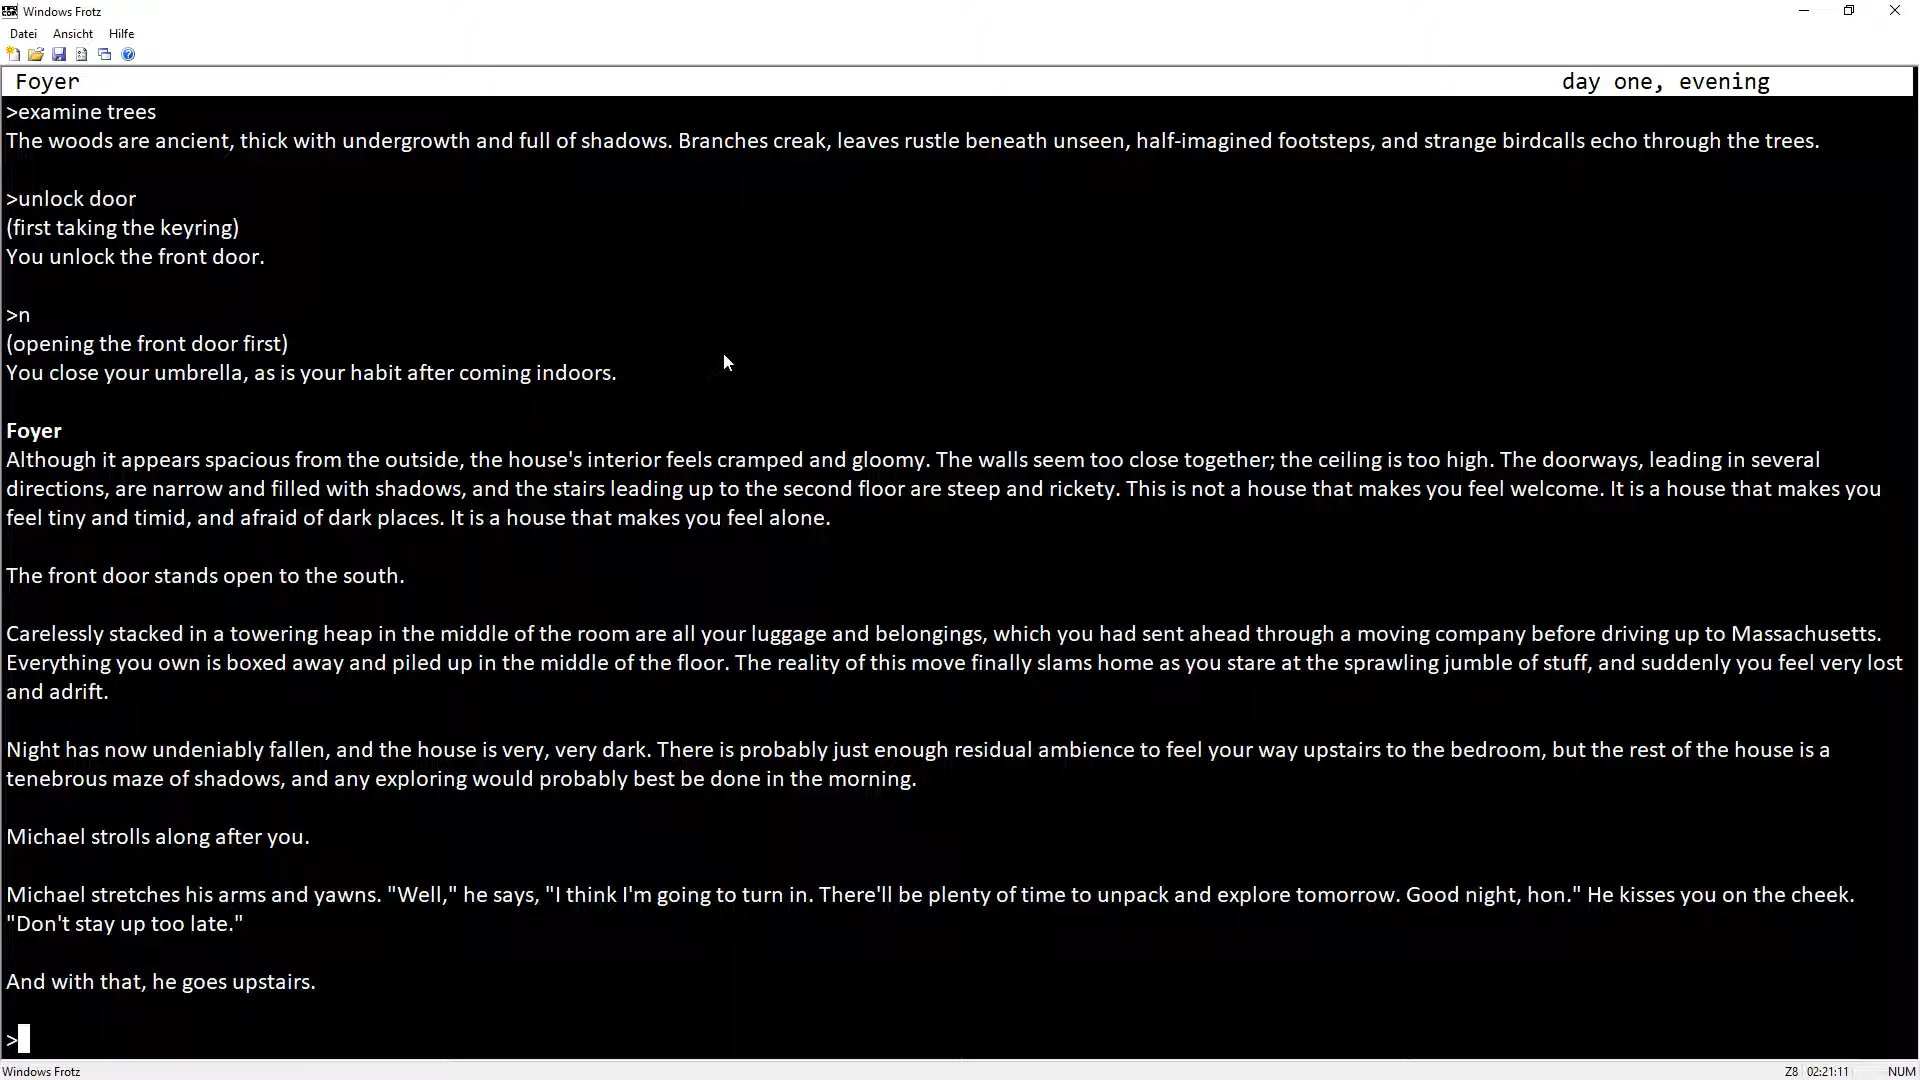 Windows Frotz
Datei Ansicht Hilfe
Foyer day one, evening
>examine trees
The woods are ancient, thick with undergrowth and full of shadows. Branches creak, leaves rustle beneath unseen, half-imagined footsteps, and strange birdcalls echo through the trees.
>unlock door
(first taking the keyring)
You unlock the front door.
>n
(opening the front door first)
You close your umbrella, as is your habit after coming indoors.
Foyer
Although it appears spacious from the outside, the house's interior feels cramped and gloomy. The walls seem too close together; the ceiling is too high. The doorways, leading in several
directions, are narrow and filled with shadows, and the stairs leading up to the second floor are steep and rickety. This is not a house that makes you feel welcome. It is a house that makes you
feel tiny and timid, and afraid of dark places. It is a house that makes you feel alone.
The front door stands open to the south.
Carelessly stacked in a towering heap in the middle of the room are all your luggage and belongings, which you had sent ahead through a moving company before driving up to Massachusetts.
Everything you own is boxed away and piled up in the middle of the floor. The reality of this move finally slams home as you stare at the sprawling jumble of stuff, and suddenly you feel very lost
and adrift.
Night has now undeniably fallen, and the house is very, very dark. There is probably just enough residual ambience to feel your way upstairs to the bedroom, but the rest of the house is a
tenebrous maze of shadows, and any exploring would probably best be done in the morning.
Michael strolls along after you.
Michael stretches his arms and yawns. "Well," he says, "I think I'm going to turn in. There'll be plenty of time to unpack and explore tomorrow. Good night, hon." He kisses you on the cheek.
"Don't stay up too late."
And with that, he goes upstairs.
>
Windows Frotz Z8 02:21:11 NUM